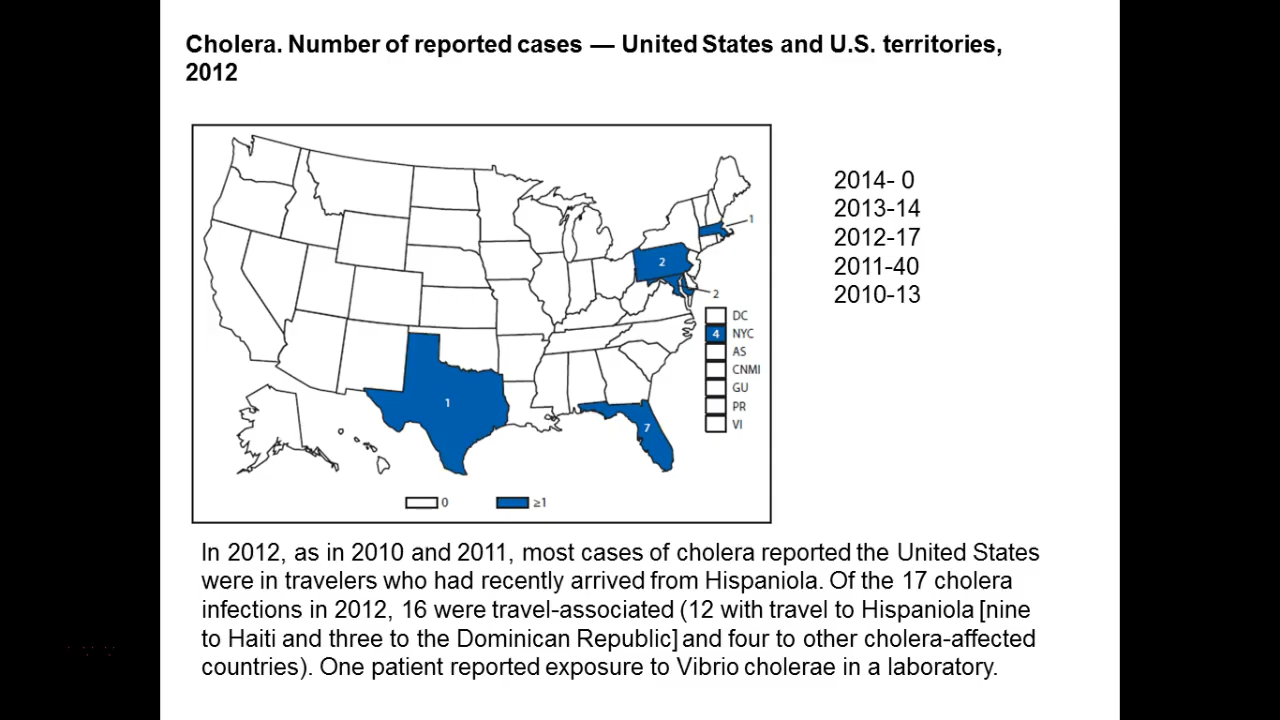 Cholera. Number of reported cases — United States and U.S. territories,
2012
2014- 0
2013-14
2012-17
2011-40
2010-13
1
2
2
DC
4 NYC
AS
CNMI
GU
PR
VI
1
7
0
≥1
In 2012, as in 2010 and 2011, most cases of cholera reported the United States
were in travelers who had recently arrived from Hispaniola. Of the 17 cholera
infections in 2012, 16 were travel-associated (12 with travel to Hispaniola [nine
to Haiti and three to the Dominican Republic] and four to other cholera-affected
countries). One patient reported exposure to Vibrio cholerae in a laboratory.